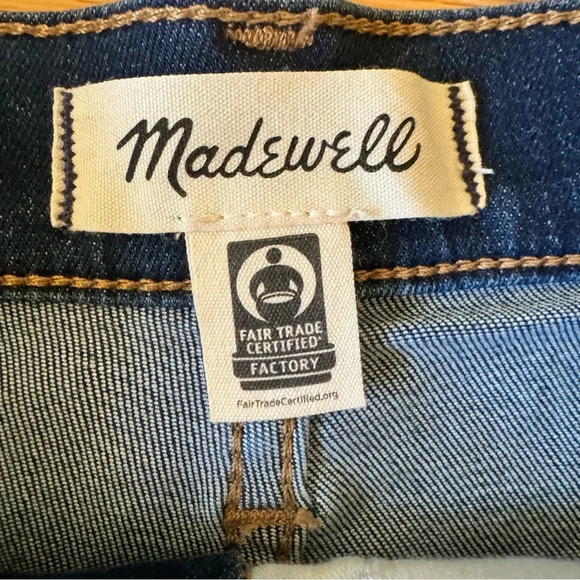 Madewell
FAIR TRADE
CERTIFIED
FACTORY
FairTradeCertified.org